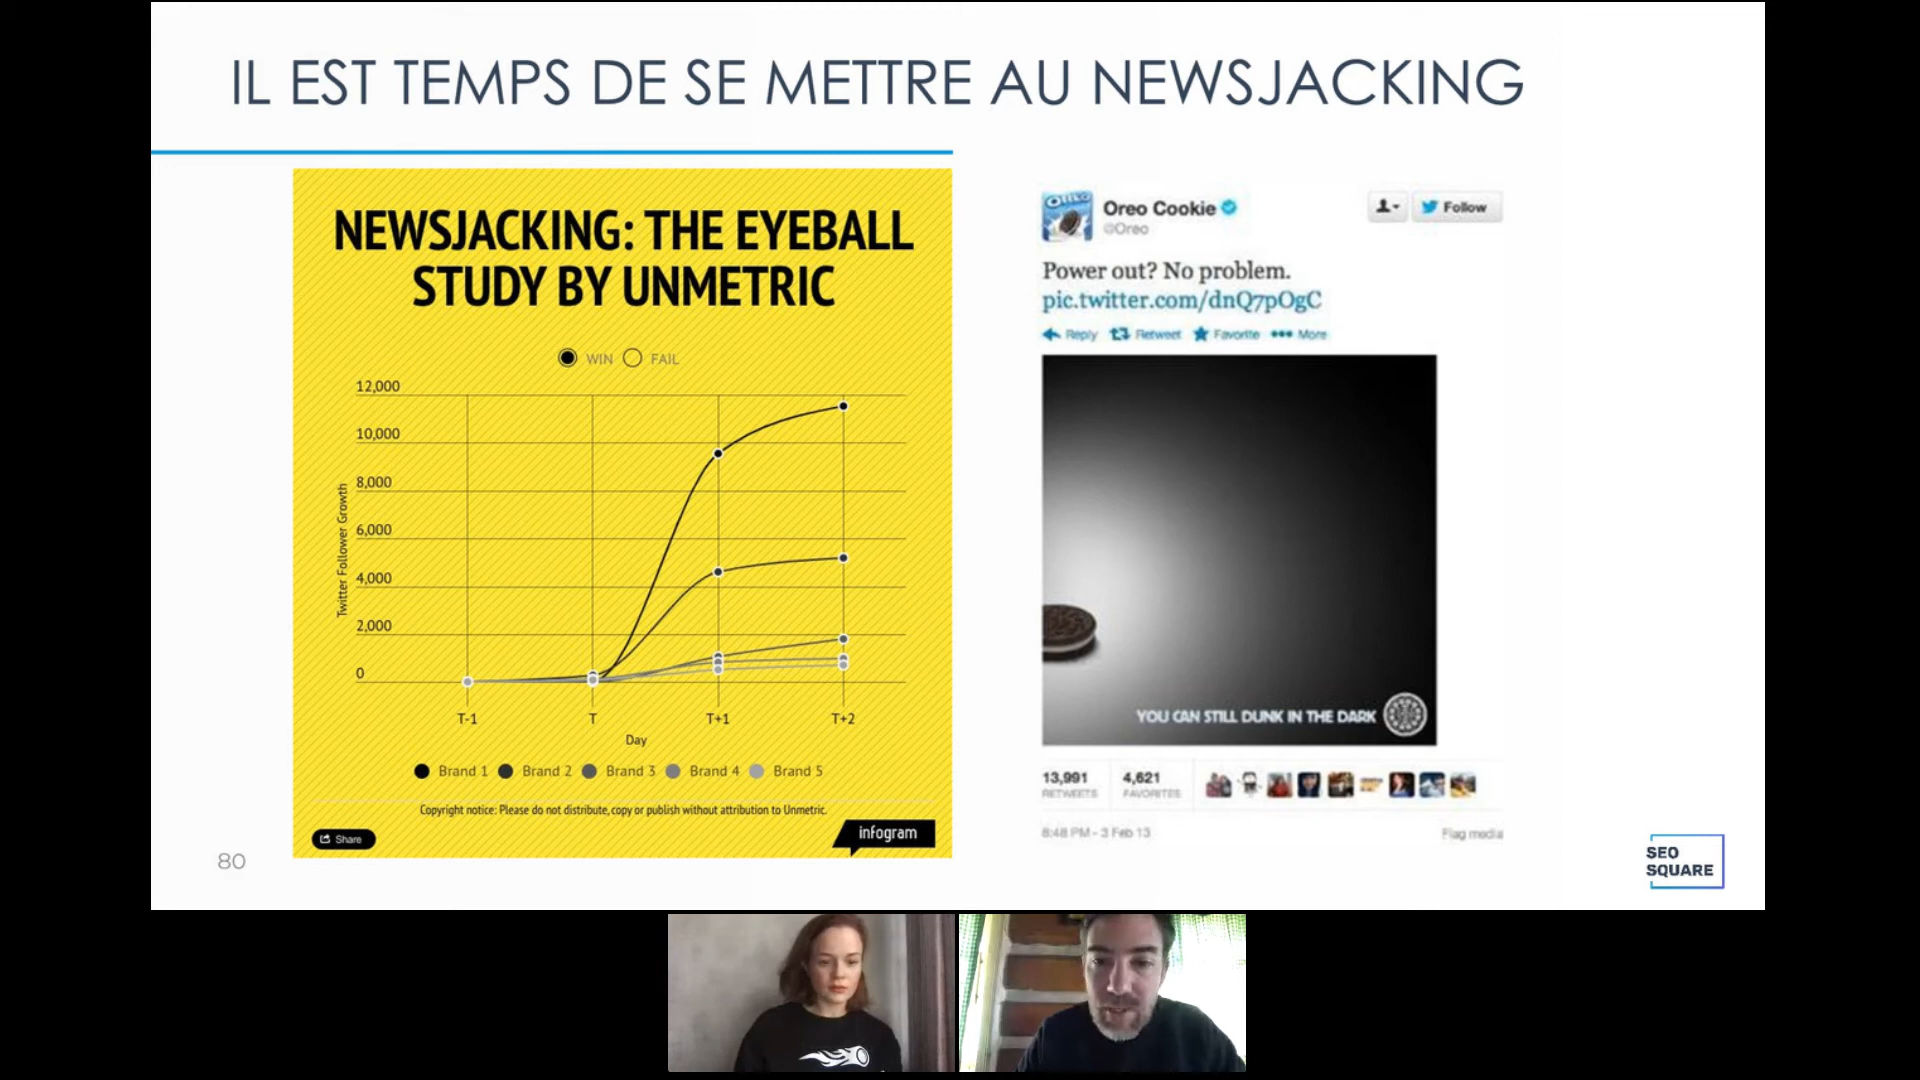 IL EST TEMPS DE SE METTRE AU NEWSJACKING
NEWSJACKING: THE EYEBALL
STUDY BY UNMETRIC
WIN FAIL
12,000
10,000
8,000
6,000
4,000
2,000
0
Twitter Follower Growth
T-1 T T+1 T+2
Day
Brand 1 Brand 2 Brand 3 Brand 4 Brand 5
Copyright notice: Please do not distribute, copy or publish without attribution to Unmetric.
Share
infogram
80
OREO
Oreo Cookie
@Oreo
Follow
Power out? No problem.
pic.twitter.com/dnQ7pOgC
Reply Retweet Favorite More
YOU CAN STILL DUNK IN THE DARK
13,991 4,621
RETWEETS FAVORITES
8:48 PM - 3 Feb 13 Flag media
SEO
SQUARE